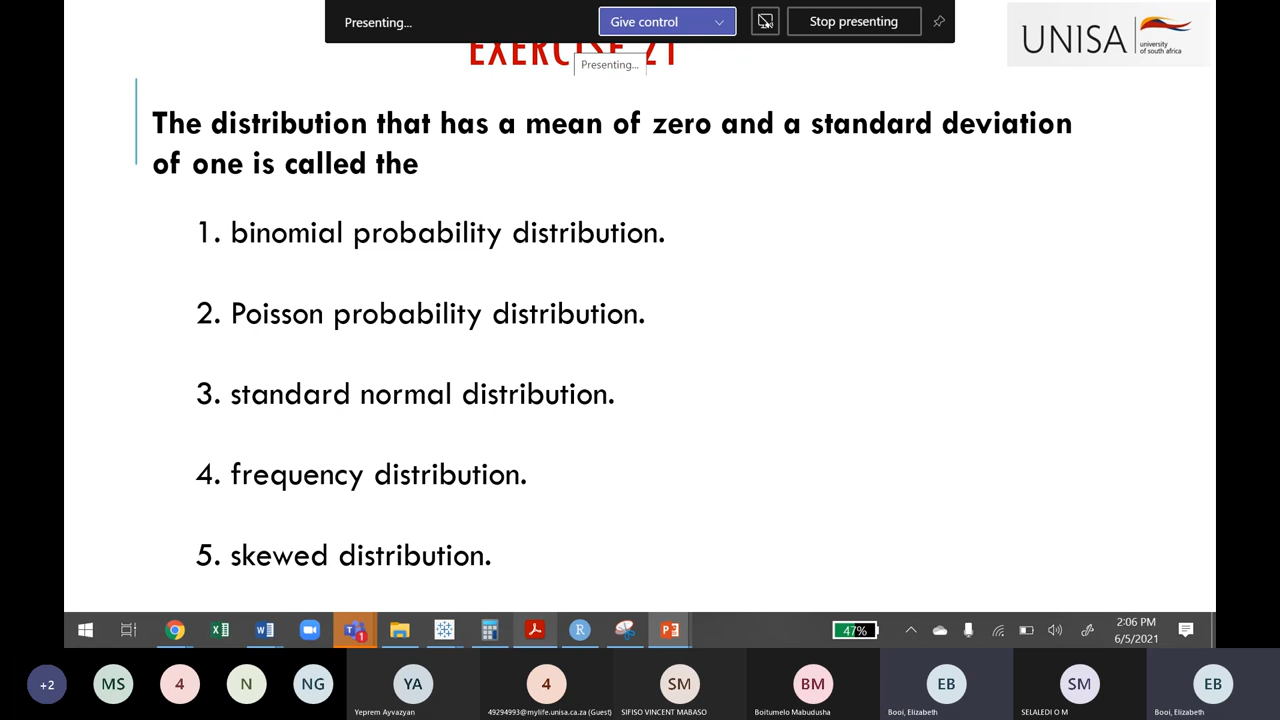 Presenting...
Give control
Stop presenting
EXERCISE 21
Presenting...
UNISA
university
of south africa
The distribution that has a mean of zero and a standard deviation
of one is called the
1. binomial probability distribution.
2. Poisson probability distribution.
3. standard normal distribution.
4. frequency distribution.
5. skewed distribution.
47%
2:06 PM
6/5/2021
+2
MS
4
N
NG
YA
Yeprem Ayvazyan
4
49294993@mylife.unisa.ca.za (Guest)
SM
SIFISO VINCENT MABASO
BM
Boitumelo Mabudusha
EB
Booi, Elizabeth
SM
SELALEDI O M
EB
Booi, Elizabeth